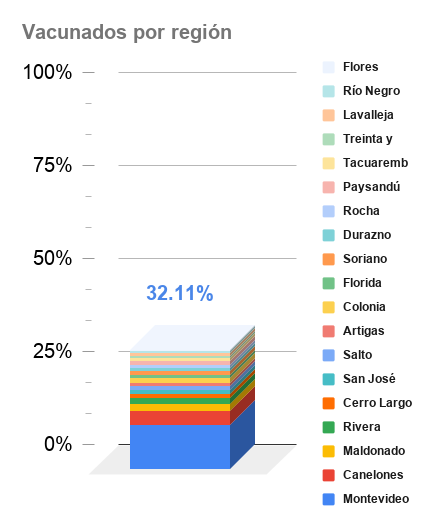 Vacunados por región
100%
75%
50%
25%
0%
32.11%
Flores
Río Negro
Lavalleja
Treinta y
Tacuaremb
Paysandú
Rocha
Durazno
Soriano
Florida
Colonia
Artigas
Salto
San José
Cerro Largo
Rivera
Maldonado
Canelones
Montevideo